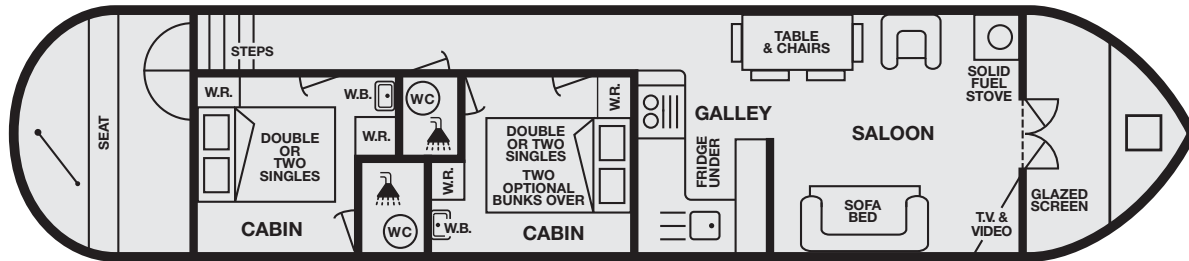 SEAT
STEPS
W.R.
DOUBLE
OR
TWO
SINGLES
CABIN
W.B.
W.R.
WC
WC
W.R.
W.B.
W.R.
DOUBLE
OR TWO
SINGLES
TWO
OPTIONAL
BUNKS OVER
CABIN
GALLEY
FRIDGE
UNDER
TABLE
& CHAIRS
SALOON
SOFA
BED
SOLID
FUEL
STOVE
T.V. &
VIDEO
GLAZED
SCREEN